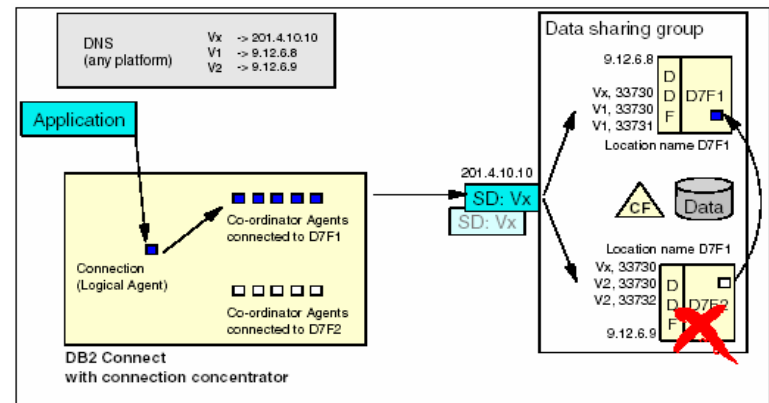 DNS
(any platform)
Vx -> 201.4.10.10
V1 -> 9.12.6.8
V2 -> 9.12.6.9
Application
Connection
(Logical Agent)
Co-ordinator Agents
connected to D7F1
Co-ordinator Agents
connected to D7F2
DB2 Connect
with connection concentrator
201.4.10.10
SD: Vx
SD: Vx
Data sharing group
9.12.6.8
Vx, 33730
V1, 33730
V1, 33731
D
D
F
D7F1
Location name D7F1
CF
Data
Location name D7F1
Vx, 33730
V2, 33730
V2, 33732
9.12.6.9
D
D
F
D7F2